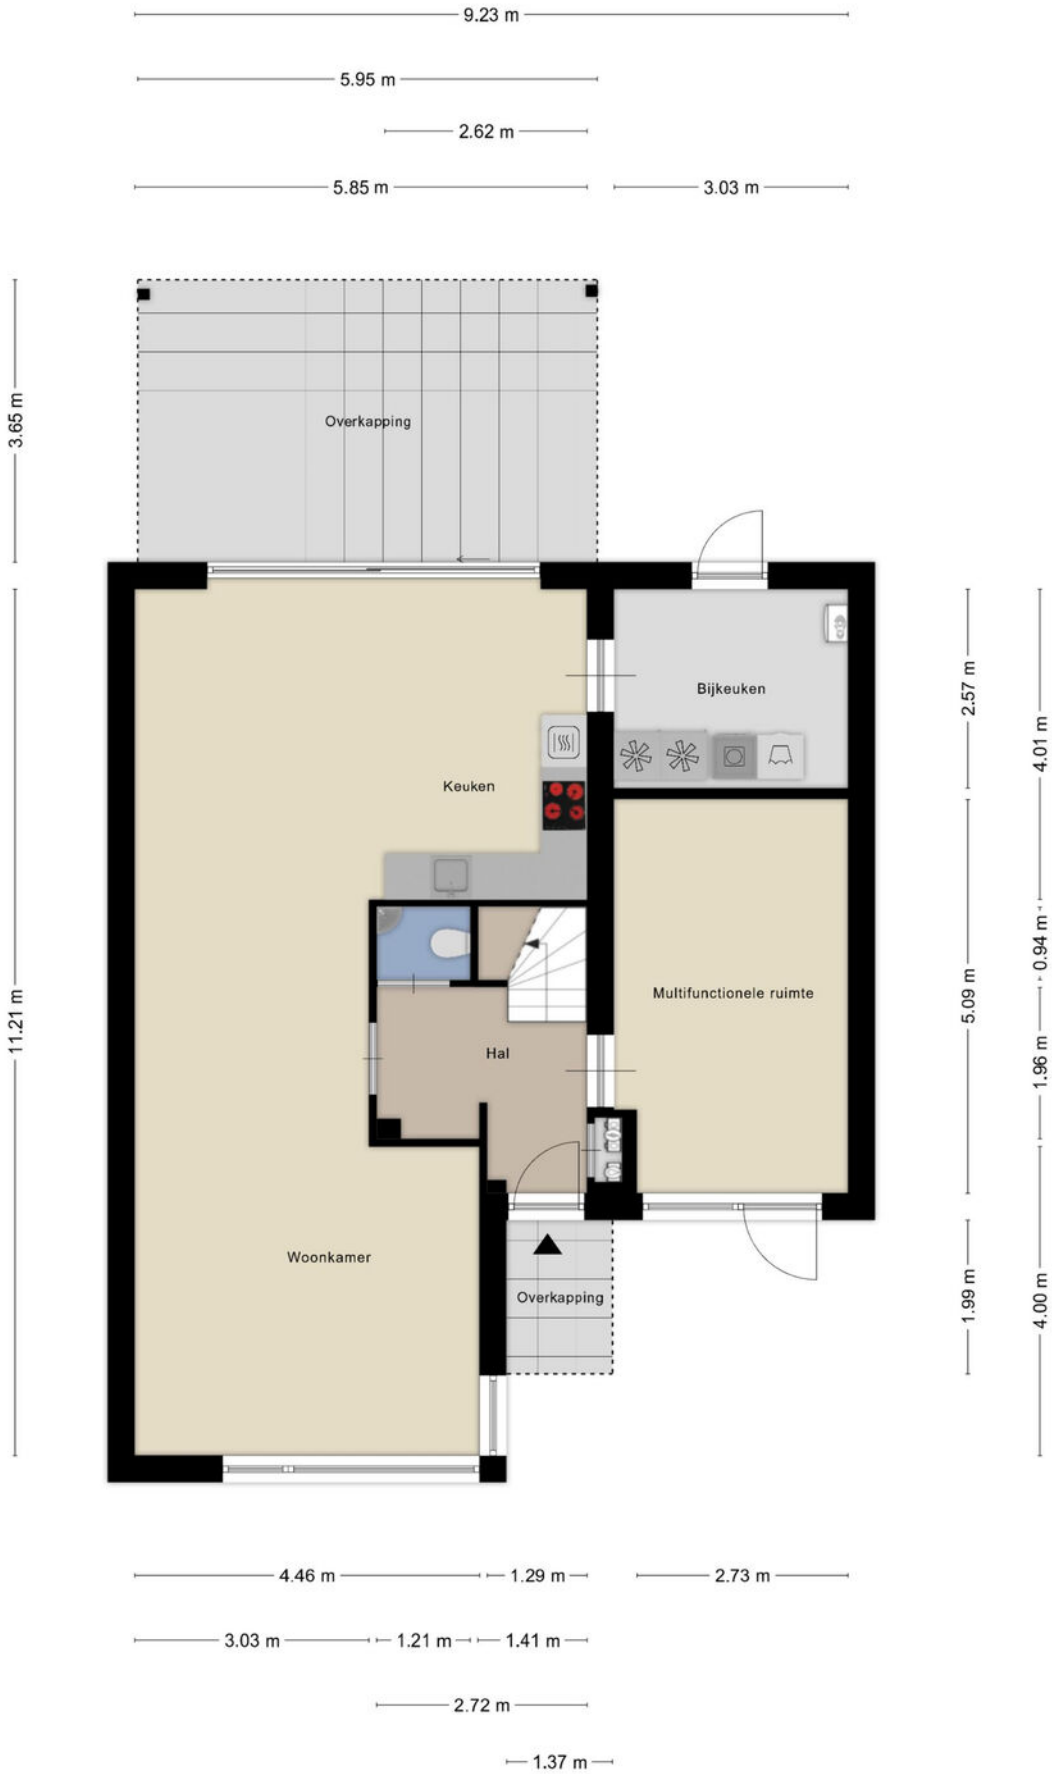 9.23 m
5.95 m
2.62 m
5.85 m
3.03 m
3.65 m
Overkapping
2.57 m
4.01 m
Bijkeuken
Keuken
0.94 m
5.09 m
11.21 m
Multifunctionele ruimte
Hal
1.96 m
Woonkamer
Overkapping
1.99 m
4.00 m
4.46 m
1.29 m
2.73 m
3.03 m
1.21 m
1.41 m
2.72 m
1.37 m